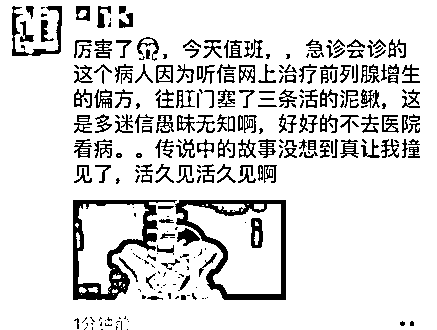 厉害了，今天值班，，急诊会诊的
这个病人因为听信网上治疗前列腺增生
的偏方，往肛门塞了三条活的泥鳅，这
是多迷信愚昧无知啊，好好的不去医院
看病。。传说中的故事没想到真让我撞
见了，活久见活久见啊
1分钟前